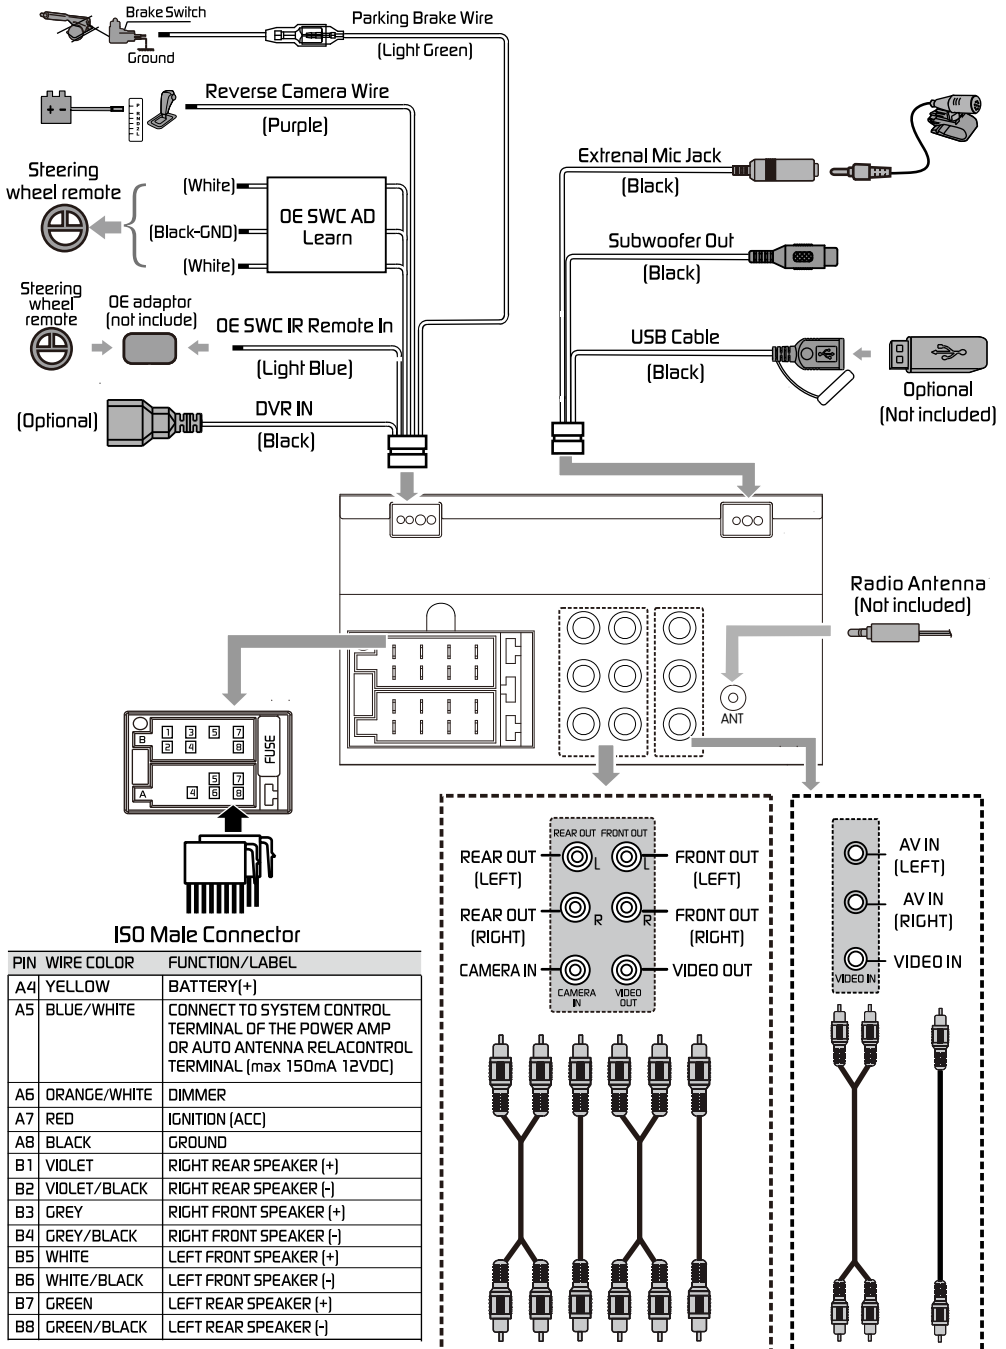 Brake Switch
Ground
Parking Brake Wire
(Light Green)
Reverse Camera Wire
(Purple)
+ -
P
R
N
D
2
L
Steering
wheel remote
(White)
(Black-GND)
(White)
OE SWC AD
Learn
Steering
wheel
remote
OE adaptor
(not include)
OE SWC IR Remote In
(Light Blue)
(Optional)
DVR IN
(Black)
Extrenal Mic Jack
(Black)
Subwoofer Out
(Black)
USB Cable
(Black)
Optional
(Not included)
Radio Antenna
(Not included)
ANT
B
1 3 5 7
2 4 8
FUSE
5 7
A
4 6 8
ISO Male Connector
PIN WIRE COLOR FUNCTION/LABEL
A4 YELLOW BATTERY(+)
A5 BLUE/WHITE CONNECT TO SYSTEM CONTROL
TERMINAL OF THE POWER AMP
OR AUTO ANTENNA RELACONTROL
TERMINAL (max 150mA 12VDC)
A6 ORANGE/WHITE DIMMER
A7 RED IGNITION (ACC)
A8 BLACK GROUND
B1 VIOLET RIGHT REAR SPEAKER (+)
B2 VIOLET/BLACK RIGHT REAR SPEAKER (-)
B3 GREY RIGHT FRONT SPEAKER (+)
B4 GREY/BLACK RIGHT FRONT SPEAKER (-)
B5 WHITE LEFT FRONT SPEAKER (+)
B6 WHITE/BLACK LEFT FRONT SPEAKER (-)
B7 GREEN LEFT REAR SPEAKER (+)
B8 GREEN/BLACK LEFT REAR SPEAKER (-)
REAR OUT FRONT OUT
REAR OUT
(LEFT)
L
L
FRONT OUT
(LEFT)
REAR OUT
(RIGHT)
R
R
FRONT OUT
(RIGHT)
CAMERA IN
VIDEO OUT
CAMERA
IN
VIDEO
OUT
AV IN
(LEFT)
AV IN
(RIGHT)
VIDEO IN
VIDEO IN